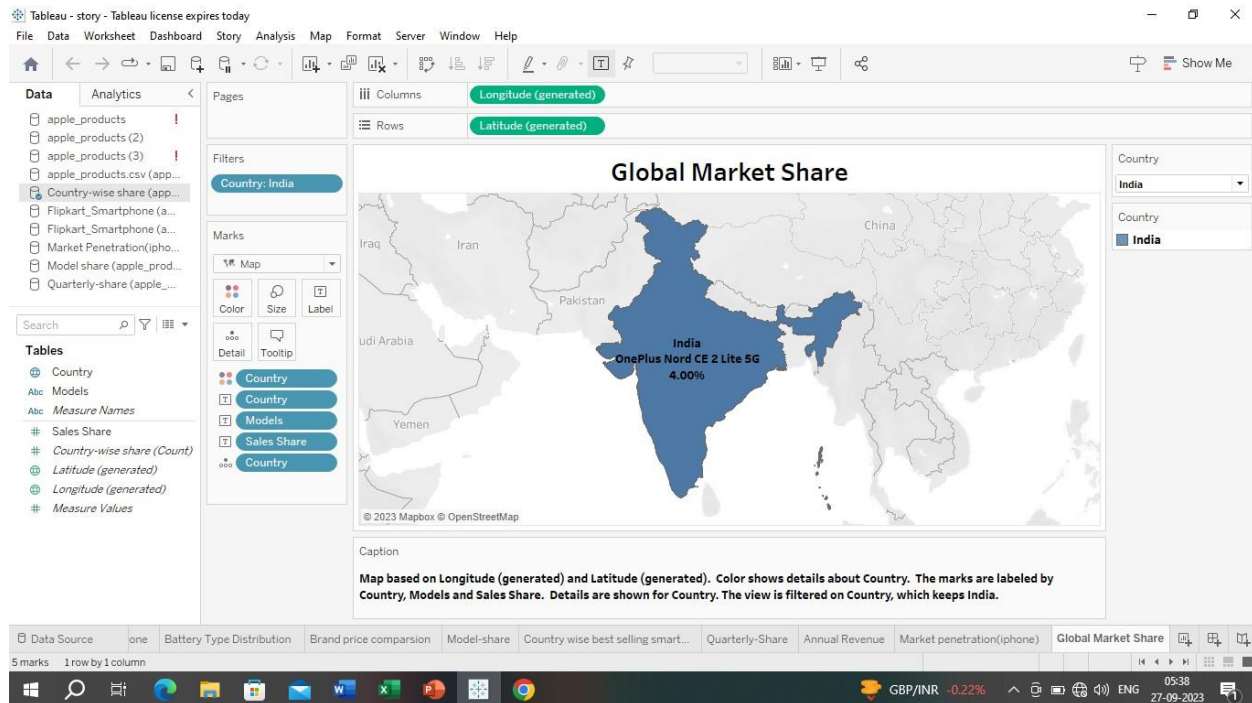 Tableau - story - Tableau license expires today
File Data Worksheet Dashboard Story Analysis Map Format Server Window Help
Show Me
Data Analytics
apple_products !
apple_products (2)
apple_products (3) !
apple_products.csv (app...
Country-wise share (app...
Flipkart_Smartphone (a...
Flipkart_Smartphone (a...
Market Penetration(ipho...
Model share (apple_prod...
Quarterly-share (apple_...
Search
Tables
Country
Abc Models
Abc Measure Names
# Sales Share
# Country-wise share (Count)
Latitude (generated)
Longitude (generated)
# Measure Values
Pages
Filters
Country: India
Marks
Map
Color Size Label
Detail Tooltip
Country
Country
Models
Sales Share
Country
Columns Longitude (generated)
Rows Latitude (generated)
Global Market Share
Iraq
Iran
China
Pakistan
udi Arabia
Yemen
India
OnePlus Nord CE 2 Lite 5G
4.00%
© 2023 Mapbox © OpenStreetMap
Country
India
Country
India
Caption
Map based on Longitude (generated) and Latitude (generated). Color shows details about Country. The marks are labeled by
Country, Models and Sales Share. Details are shown for Country. The view is filtered on Country, which keeps India.
Data Source one Battery Type Distribution Brand price comparsion Model-share Country wise best selling smart... Quarterly-Share Annual Revenue Market penetration(iphone) Global Market Share
5 marks 1 row by 1 column
GBP/INR -0.22% ENG 05:38
27-09-2023